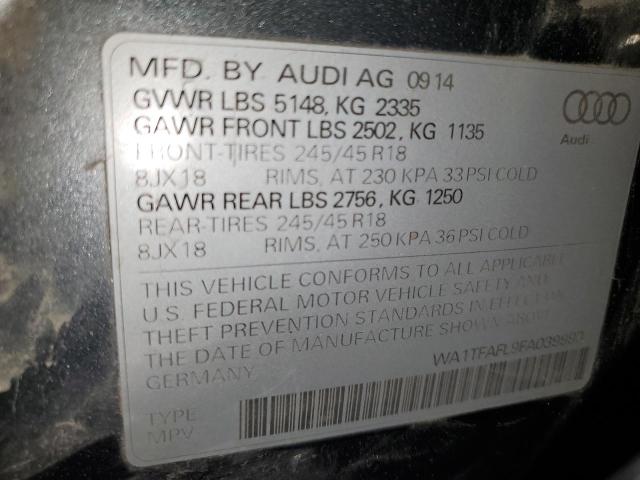 MFD. BY AUDI AG 09 14
GVWR LBS 5148, KG 2335
GAWR FRONT LBS 2502, KG 1135
FRONT-TIRES 245/45 R18
8JX18 RIMS, AT 230 KPA 33 PSI COLD
GAWR REAR LBS 2756, KG 1250
REAR-TIRES 245/45 R18
8JX18 RIMS, AT 250 KPA 36 PSI COLD
Audi
THIS VEHICLE CONFORMS TO ALL APPLICABLE
U.S. FEDERAL MOTOR VEHICLE SAFETY AND
THEFT PREVENTION STANDARDS IN EFFECT ON
THE DATE OF MANUFACTURE SHOWN ABOVE.
GERMANY
TYPE
MPV